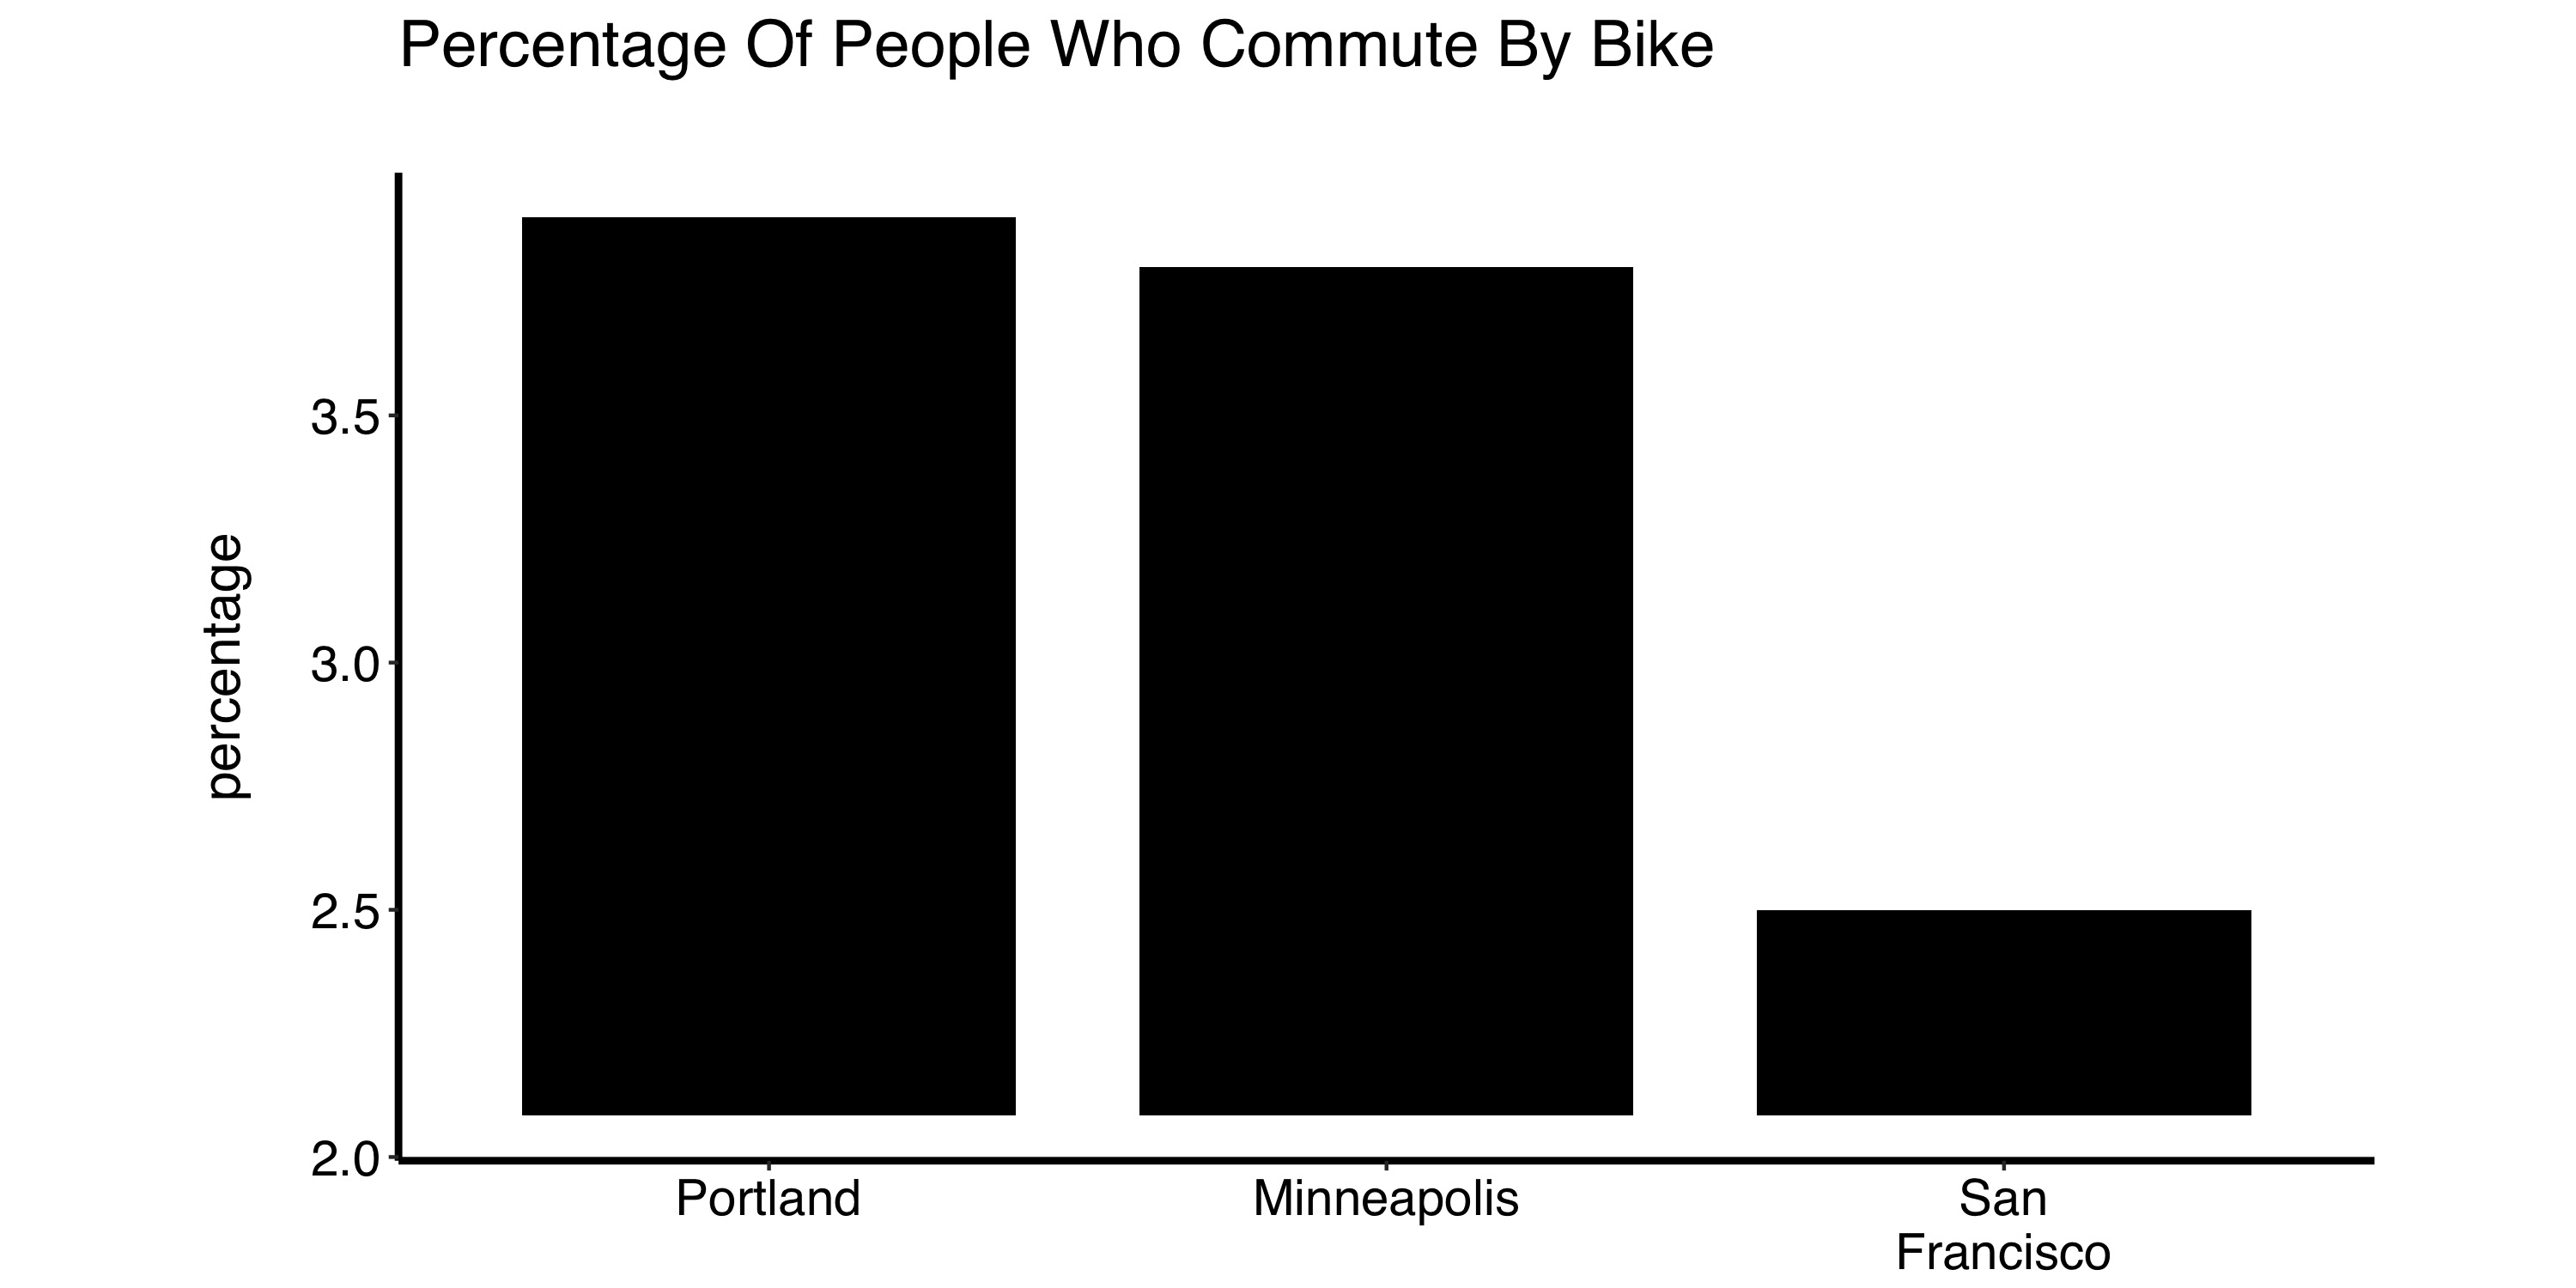 Percentage Of People Who Commute By Bike
percentage
3.5
3.0
2.5
2.0
Portland
Minneapolis
San
Francisco